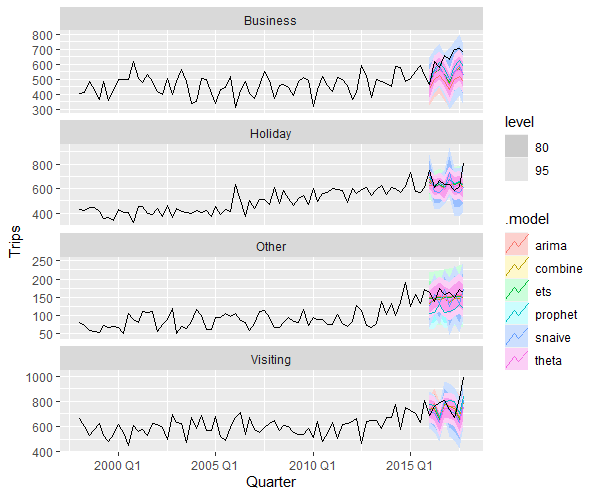 Business
800
700
600
500
400
300
Holiday
800
600
400
Other
250
200
150
100
50
Visiting
1000
800
600
400
2000 Q1 2005 Q1 2010 Q1 2015 Q1
Quarter
Trips
level
80
95
.model
arima
combine
ets
prophet
snaive
theta